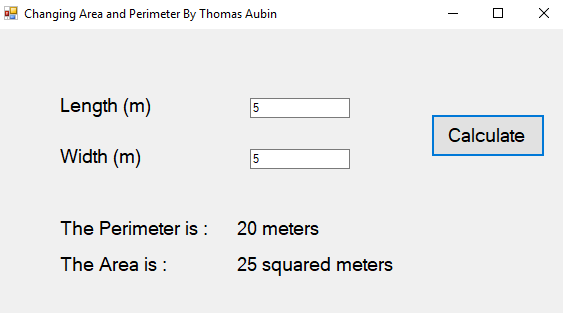 Changing Area and Perimeter By Thomas Aubin
Length (m) 5
Calculate
Width (m) 5
The Perimeter is : 20 meters
The Area is : 25 squared meters